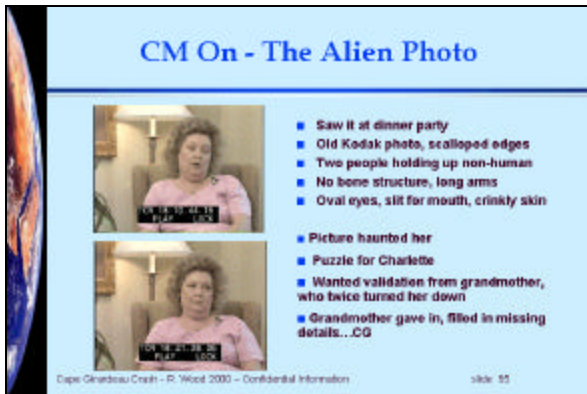 CM On - The Alien Photo
Saw it at dinner party
Old Kodak photo, scalloped edges
Two people holding up non-human
No bone structure, long arms
Oval eyes, slit for mouth, crinkly skin
Picture haunted her
Puzzle for Charlette
Wanted validation from grandmother,
who twice turned her down
Grandmother gave in, filled in missing
details...CG
PLAY LOCK
PLAY LOCK
Cape Girardeau Crash - R. Wood 2000 – Confidential Information
slide 55